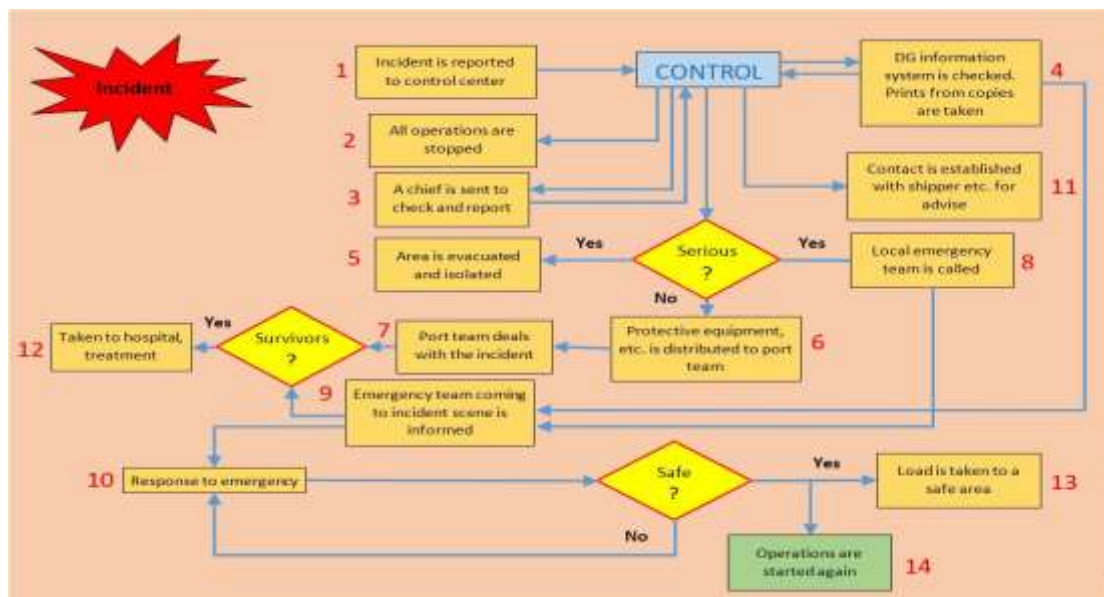 Incident
1
Incident is reported
to control center
CONTROL
DG information
system is checked.
Prints from copies
are taken
4
2
All operations are
stopped
3
A chief is sent to
check and report
Contact is established
with shipper etc. for
advise
11
5
Area is evacuated
and isolated
Yes
Serious
?
Yes
Local emergency
team is called
8
No
12
Taken to hospital,
treatment
Yes
Survivors
?
7
Port team deals
with the incident
Protective equipment,
etc. is distributed to port
team
6
9
Emergency team coming
to incident scene is
informed
10
Response to emergency
Safe
?
Yes
Load is taken to a
safe area
13
No
Operations are
started again
14